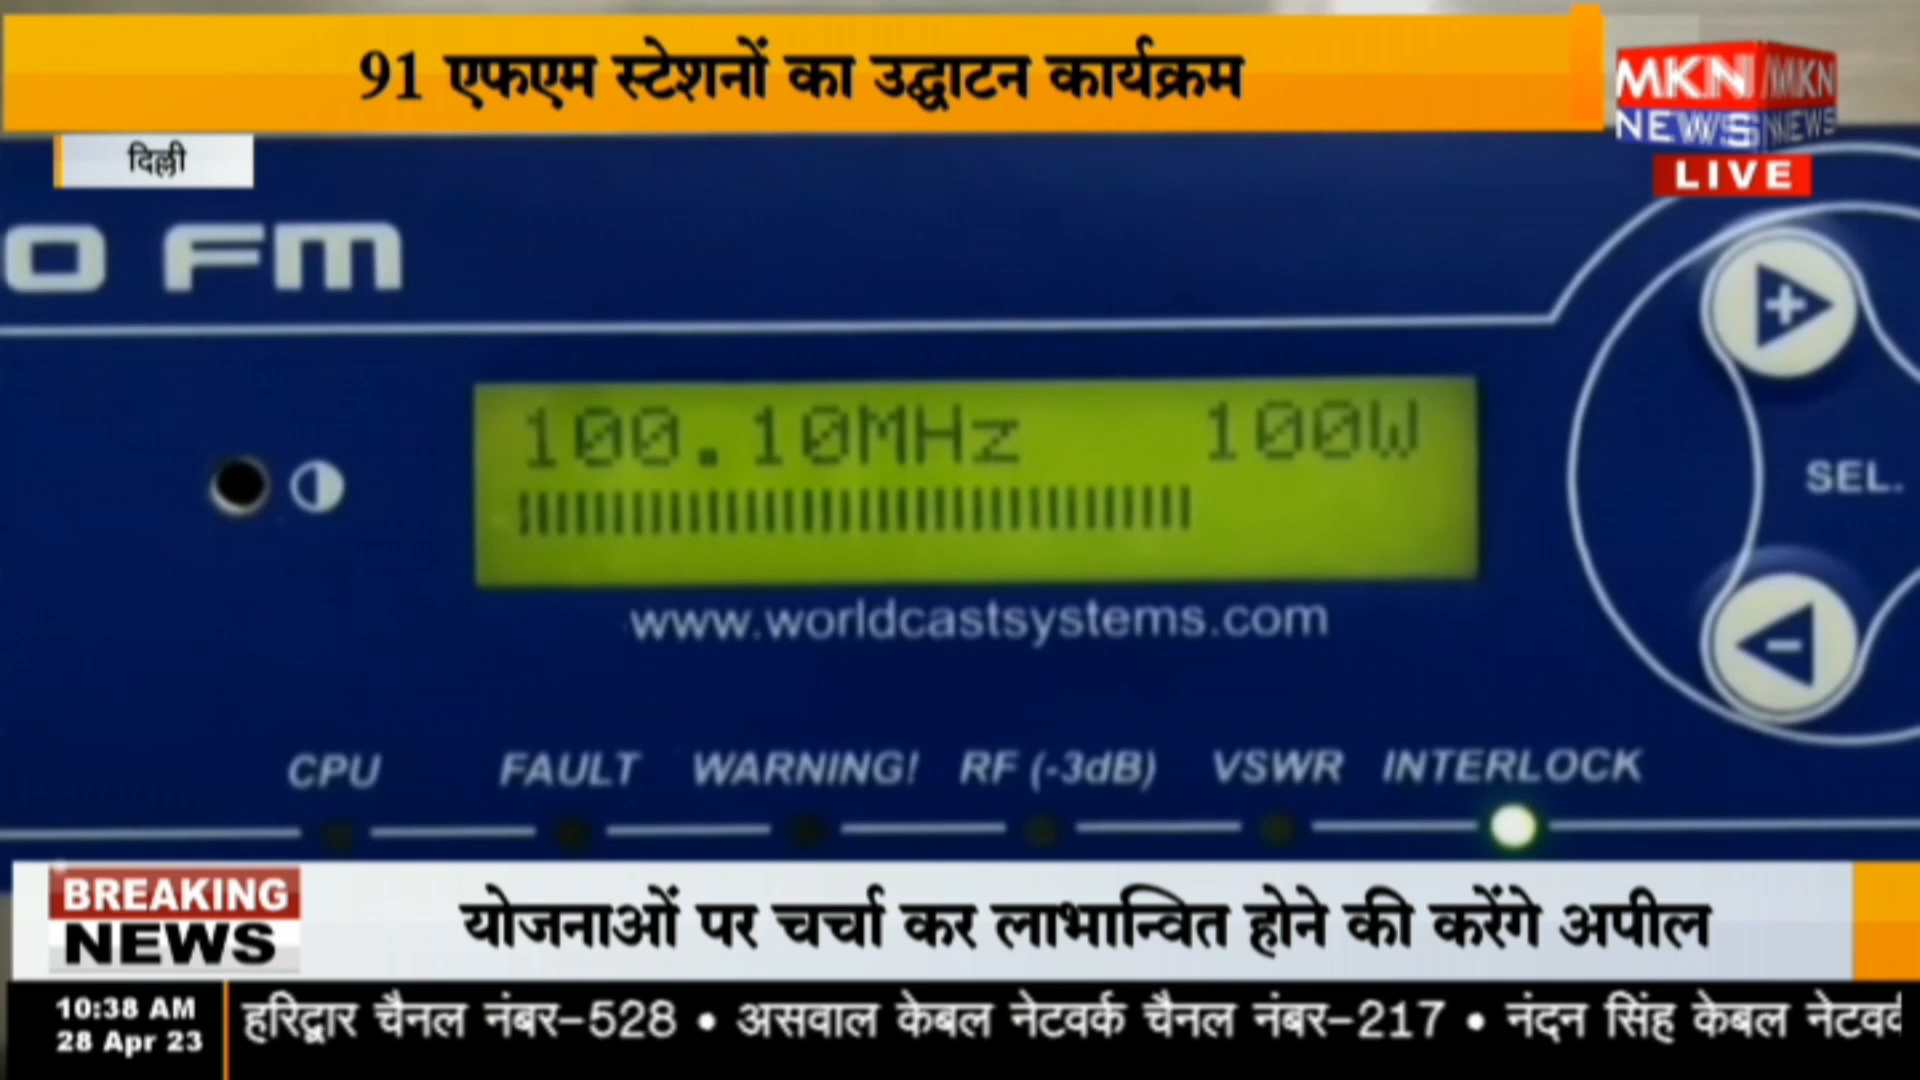 91 एफएम स्टेशनों का उद्घाटन कार्यक्रम
MKN MKN
NEWS NEWS
LIVE
दिल्ली
O FM
100.10MHz 100W
SEL.
www.worldcastsystems.com
CPU FAULT WARNING! RF (-3dB) VSWR INTERLOCK
BREAKING
NEWS
योजनाओं पर चर्चा कर लाभान्वित होने की करेंगे अपील
10:38 AM
28 Apr 23
हरिद्वार चैनल नंबर-528 • असवाल केबल नेटवर्क चैनल नंबर-217 • नंदन सिंह केबल